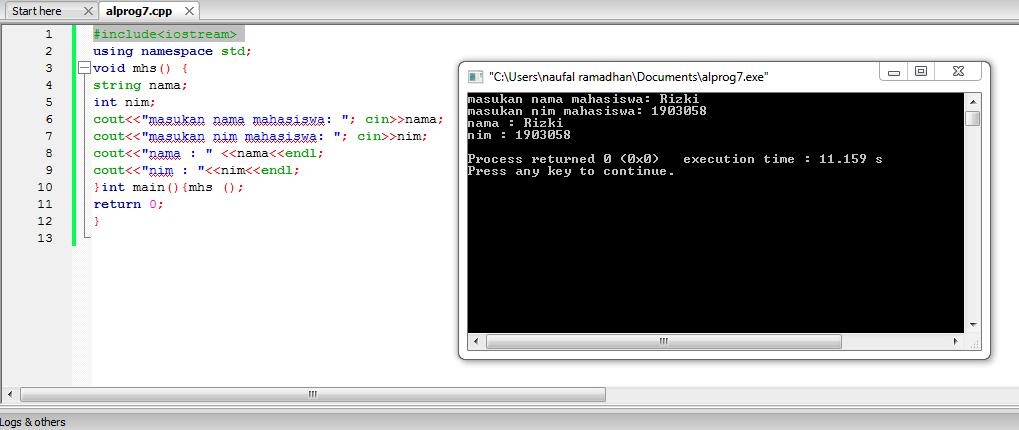 Start here alprog7.cpp
1 #include<iostream>
2 using namespace std;
3 void mhs() {
4 string nama;
5 int nim;
6 cout<<"masukan nama mahasiswa: "; cin>>nama;
7 cout<<"masukan nim mahasiswa: "; cin>>nim;
8 cout<<"nama : " <<nama<<endl;
9 cout<<"nim : "<<nim<<endl;
10 }int main(){mhs ();
11 return 0;
12 }
13
"C:\Users\naufal ramadhan\Documents\alprog7.exe"
masukan nama mahasiswa: Rizki
masukan nim mahasiswa: 1903058
nama : Rizki
nim : 1903058
Process returned 0 (0x0) execution time : 11.159 s
Press any key to continue.
Logs & others